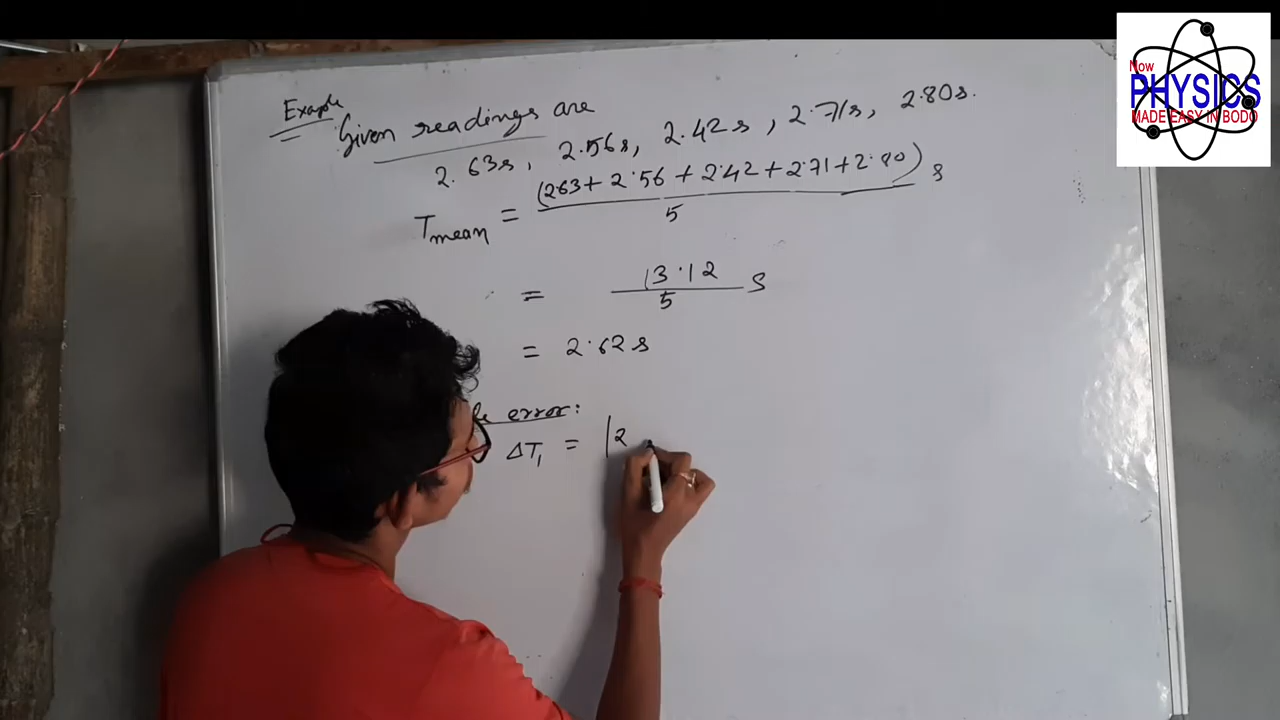 Now
PHYSICS
MADE EASY IN BODO
Example
Given readings are
2.63s, 2.56s, 2.42s, 2.71s, 2.80s.
T mean = (2.63 + 2.56 + 2.42 + 2.71 + 2.80) s
5
= 13.12 s
5
= 2.62 s
error:
ΔT₁ = |2